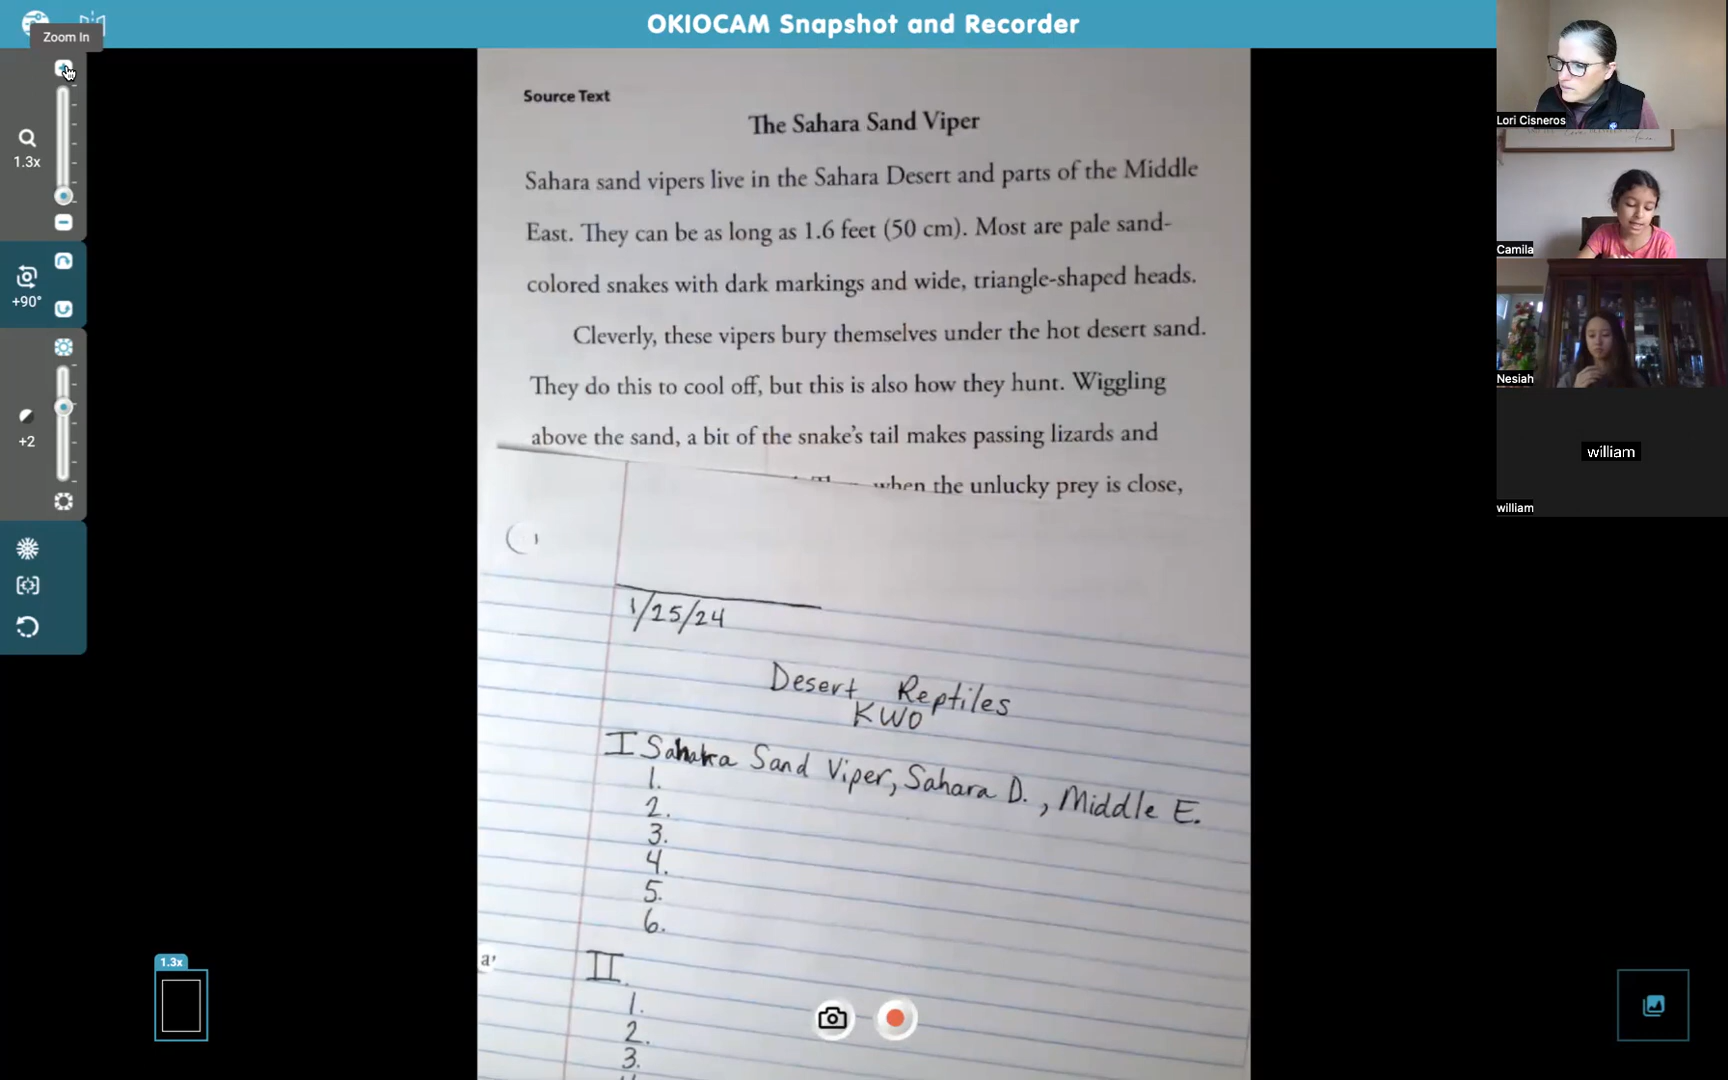 OKIOCAM Snapshot and Recorder
Zoom In
1.3x
+90°
+2
1.3x
Source Text
The Sahara Sand Viper
Sahara sand vipers live in the Sahara Desert and parts of the Middle
East. They can be as long as 1.6 feet (50 cm). Most are pale sand-
colored snakes with dark markings and wide, triangle-shaped heads.
Cleverly, these vipers bury themselves under the hot desert sand.
They do this to cool off, but this is also how they hunt. Wiggling
above the sand, a bit of the snake's tail makes passing lizards and
when the unlucky prey is close,
1/25/24
Desert Reptiles
KWO
I Sahara Sand Viper, Sahara D., Middle E.
1.
2.
3.
4.
5.
6.
II.
1.
2.
3.
Lori Cisneros
Camila
Nesiah
william
william